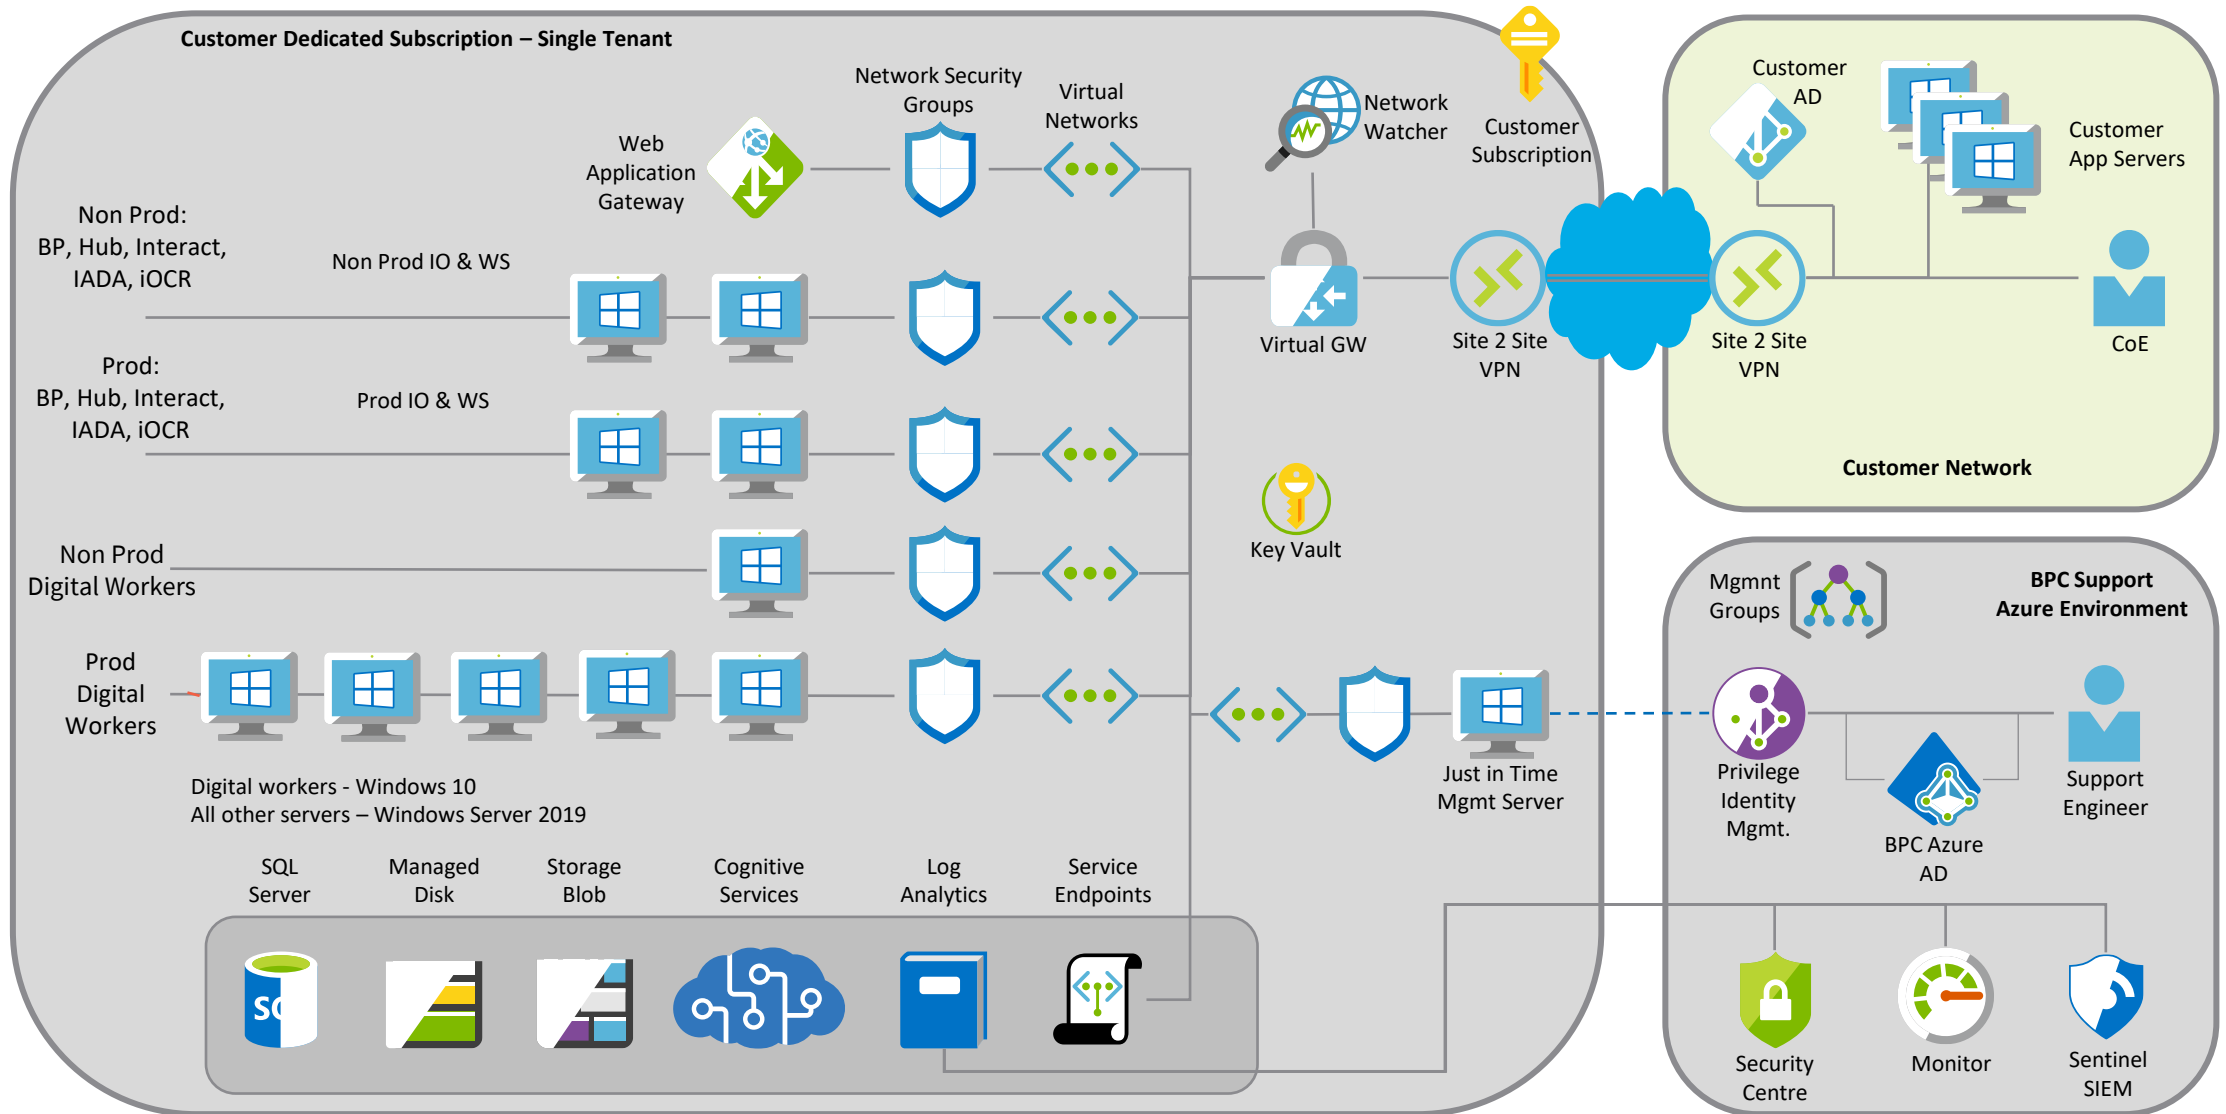 Customer Dedicated Subscription – Single Tenant
Network Security
Groups
Virtual
Networks
Web
Application
Gateway
Network
Watcher
Customer
Subscription
Customer
AD
Customer
App Servers
Non Prod:
BP, Hub, Interact,
IADA, iOCR
Non Prod IO & WS
Virtual GW
Site 2 Site
VPN
Site 2 Site
VPN
CoE
Prod:
BP, Hub, Interact,
IADA, iOCR
Prod IO & WS
Customer Network
Key Vault
Non Prod
Digital Workers
Mgmnt
Groups
BPC Support
Azure Environment
Prod
Digital
Workers
Just in Time
Mgmt Server
Privilege
Identity
Mgmt.
Support
Engineer
BPC Azure
AD
Digital workers - Windows 10
All other servers – Windows Server 2019
SQL
Server
Managed
Disk
Storage
Blob
Cognitive
Services
Log
Analytics
Service
Endpoints
SQ
Security
Centre
Monitor
Sentinel
SIEM